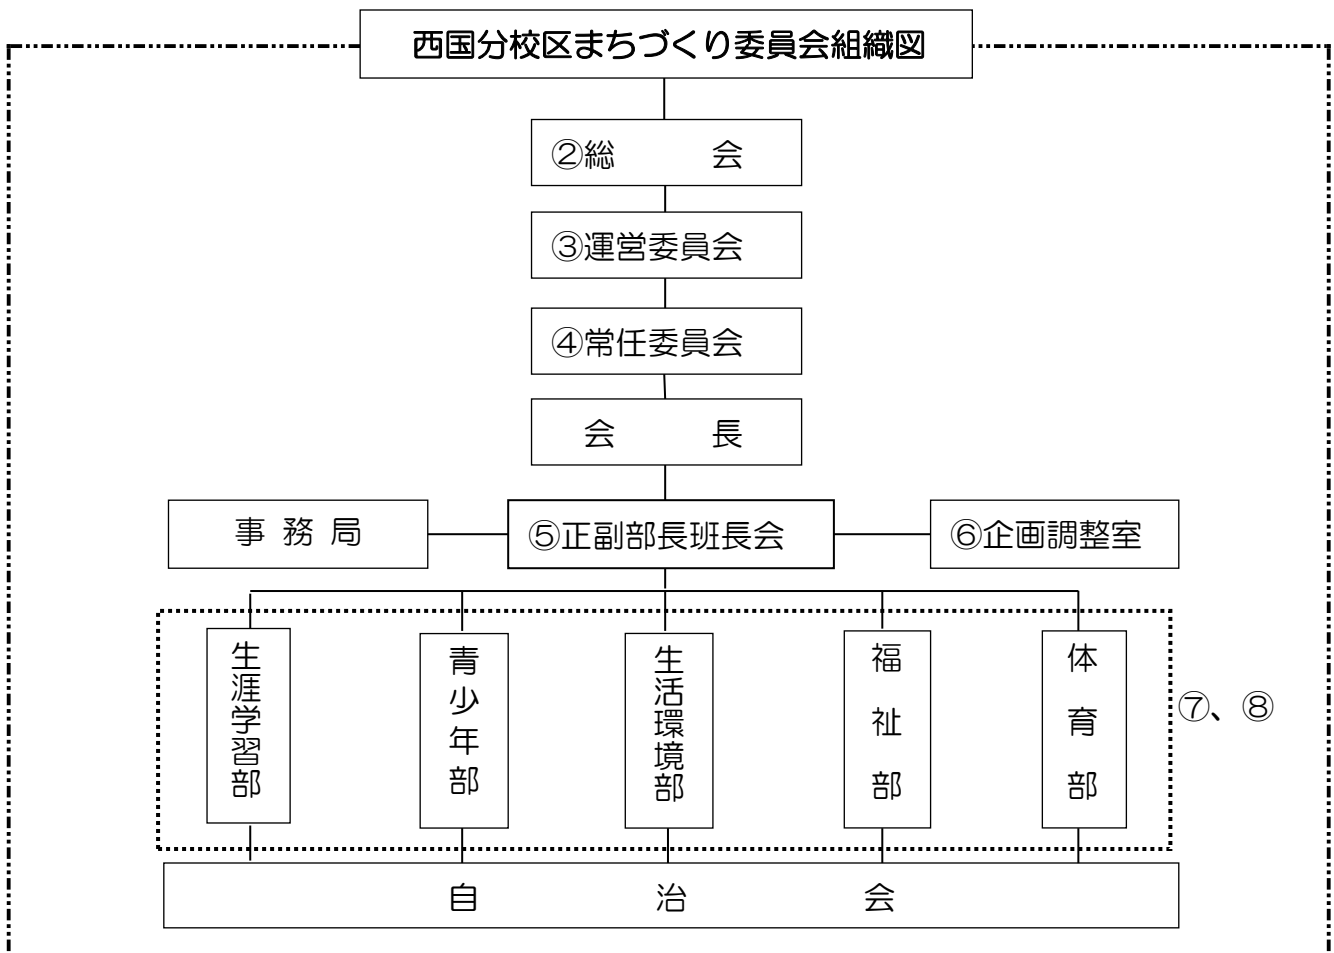 西国分校区まちづくり委員会組織図
②総　会
③運営委員会
④常任委員会
会　長
事 務 局
⑤正副部長班長会
⑥企画調整室
生涯学習部
青少年部
生活環境部
福祉部
体育部
⑦、⑧
自　治　会